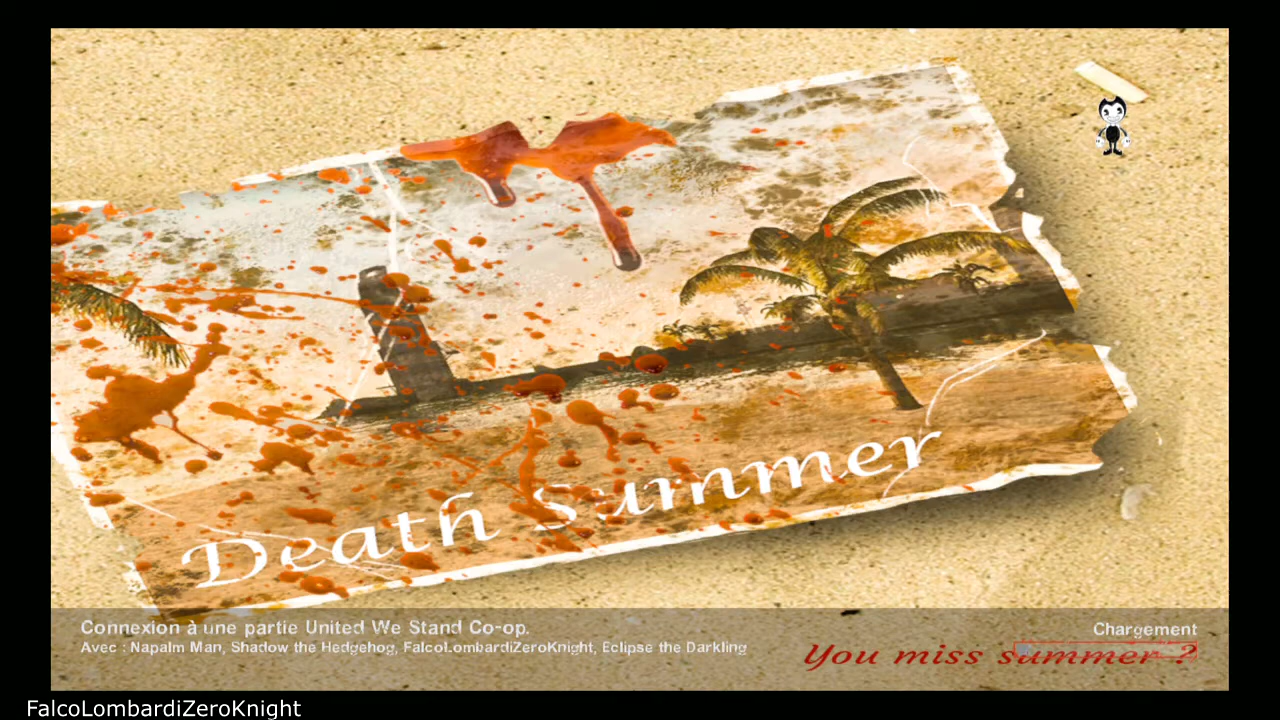 Death Summer
Connexion à une partie United We Stand Co-op.
Avec : Napalm Man, Shadow the Hedgehog, FalcoLombardiZeroKnight, Eclipse the Darkling
Chargement
You miss summer ?
FalcoLombardiZeroKnight